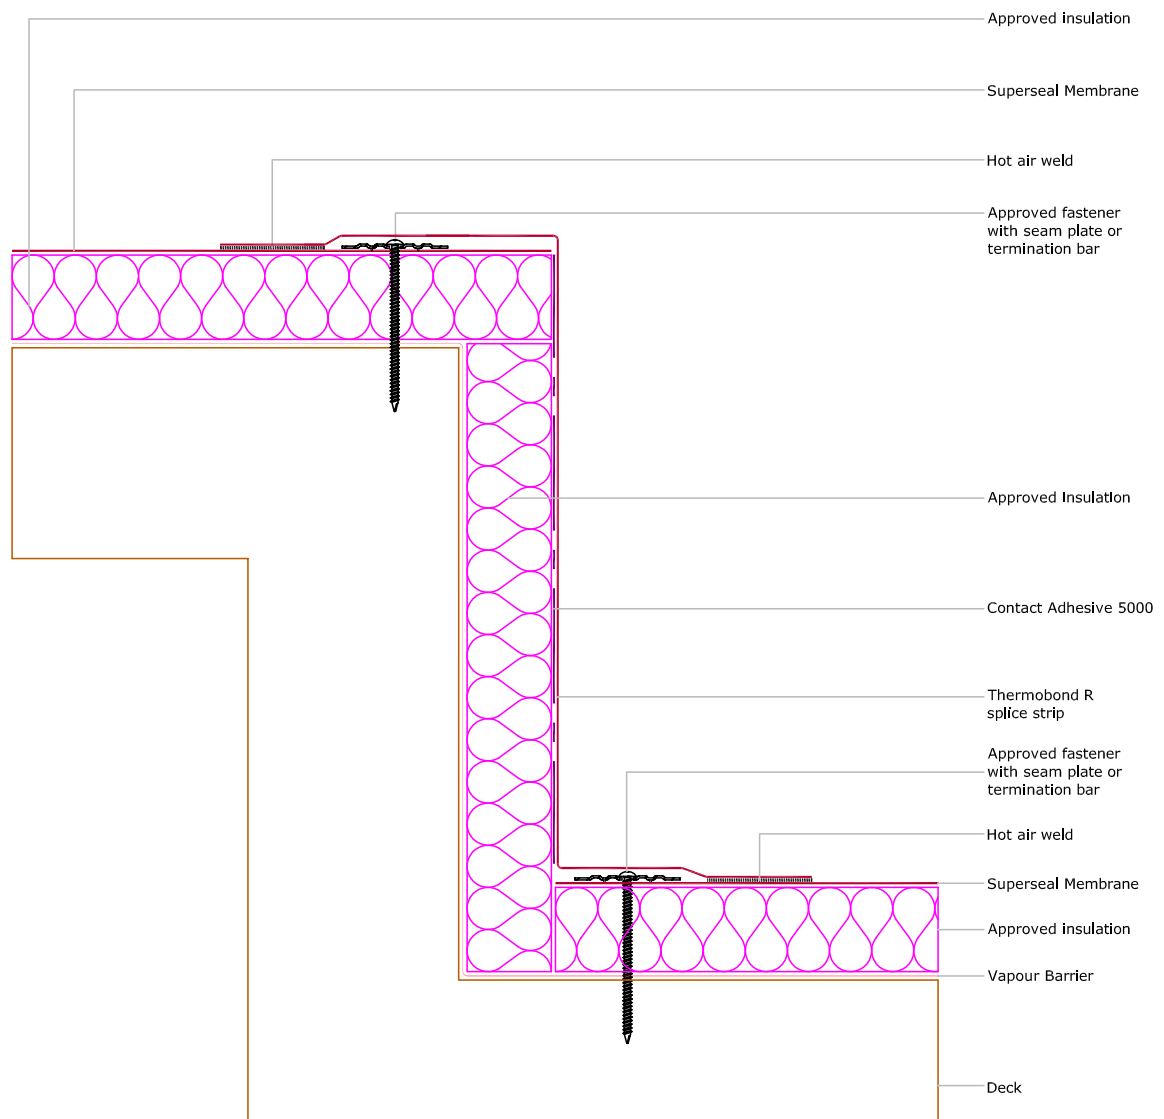 Approved insulation
Superseal Membrane
Hot air weld
Approved fastener
with seam plate or
termination bar
Approved Insulation
Contact Adhesive 5000
Thermobond R
splice strip
Approved fastener
with seam plate or
termination bar
Hot air weld
Superseal Membrane
Approved insulation
Vapour Barrier
Deck